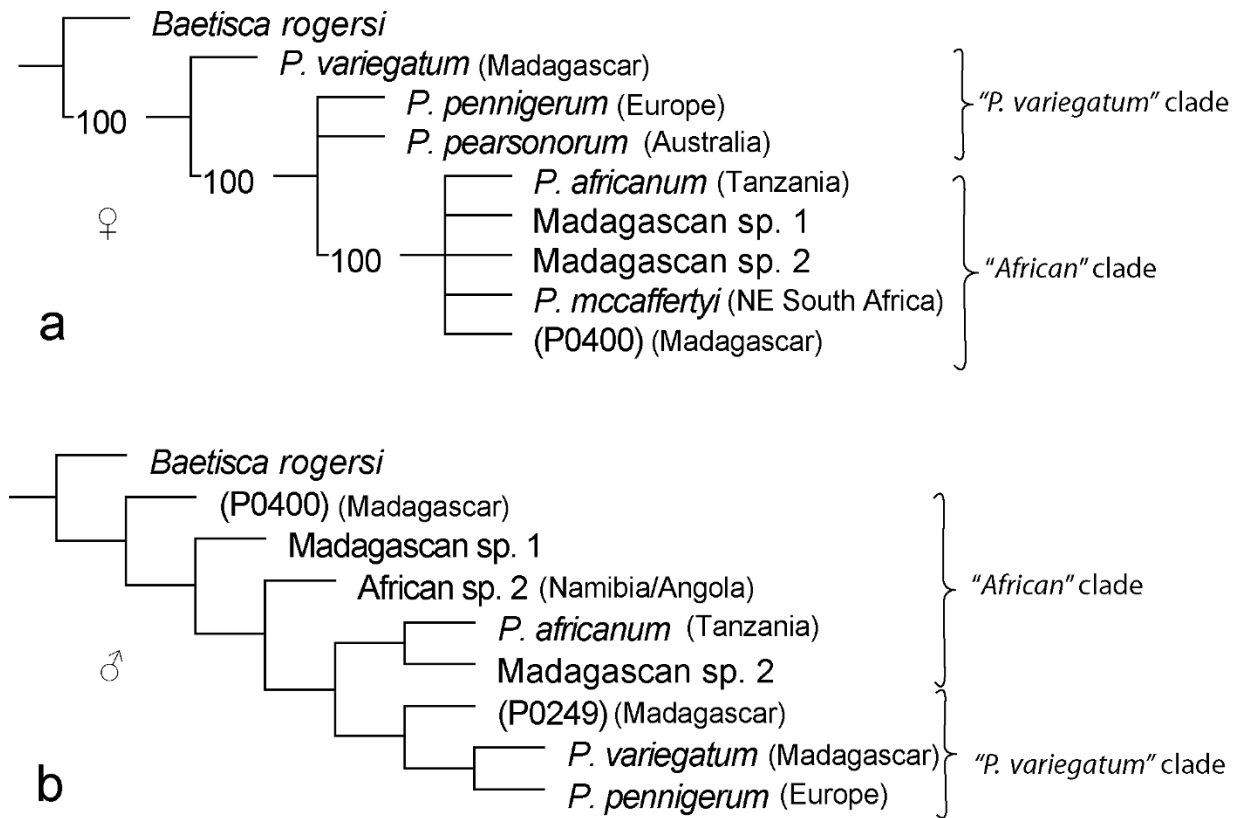 Baetisca rogersi
P. variegatum (Madagascar)
P. pennigerum (Europe)
"P. variegatum" clade
100
P. pearsonorum (Australia)
100
P. africanum (Tanzania)
♀
Madagascan sp. 1
100
Madagascan sp. 2
"African" clade
P. mccaffertyi (NE South Africa)
a
(P0400) (Madagascar)
Baetisca rogersi
(P0400) (Madagascar)
Madagascan sp. 1
African sp. 2 (Namibia/Angola)
"African" clade
P. africanum (Tanzania)
♂
Madagascan sp. 2
(P0249) (Madagascar)
P. variegatum (Madagascar)
"P. variegatum" clade
b
P. pennigerum (Europe)